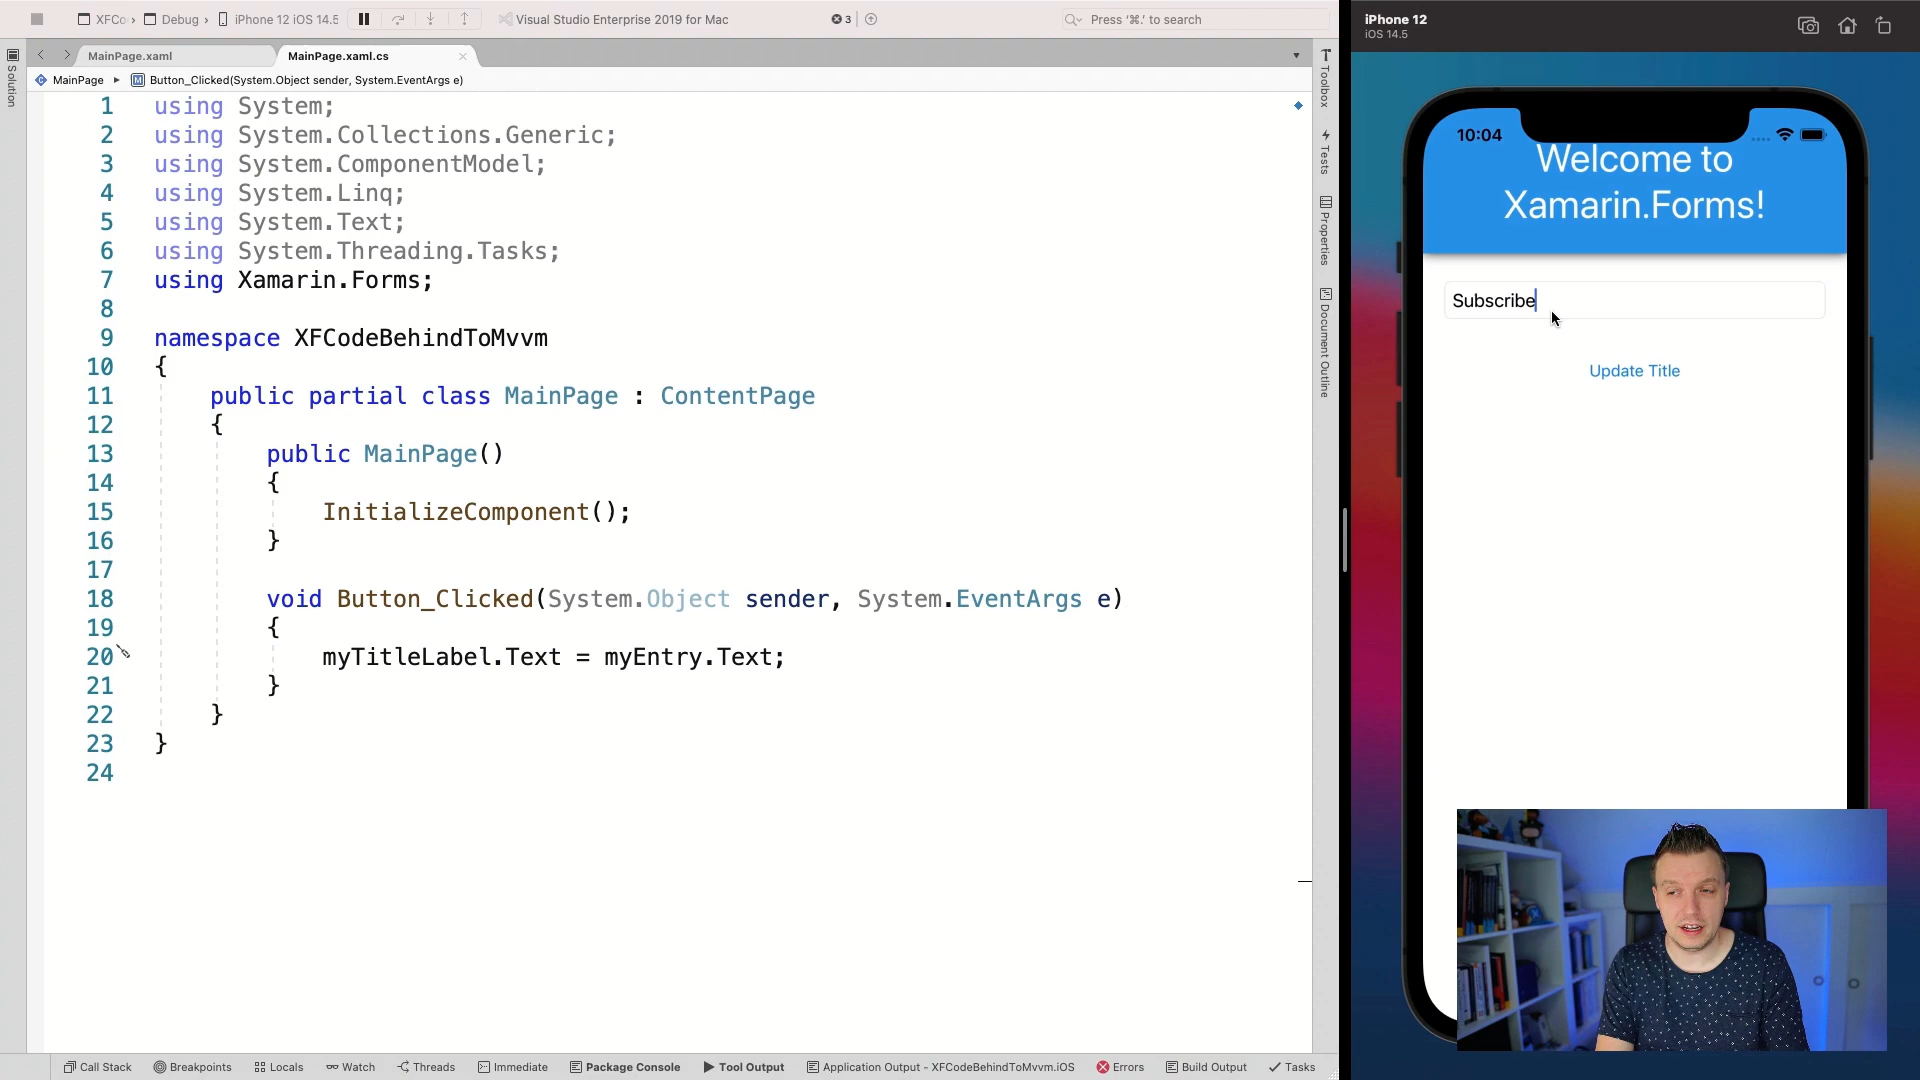 XFCo
Debug
iPhone 12 iOS 14.5
Visual Studio Enterprise 2019 for Mac
3
Press '⌘.' to search
MainPage.xaml
MainPage.xaml.cs
MainPage
M
Button_Clicked(System.Object sender, System.EventArgs e)
Solution
1 using System;
2 using System.Collections.Generic;
3 using System.ComponentModel;
4 using System.Linq;
5 using System.Text;
6 using System.Threading.Tasks;
7 using Xamarin.Forms;
8
9 namespace XFCodeBehindToMvvm
10 {
11 public partial class MainPage : ContentPage
12 {
13 public MainPage()
14 {
15 InitializeComponent();
16 }
17
18 void Button_Clicked(System.Object sender, System.EventArgs e)
19 {
20 myTitleLabel.Text = myEntry.Text;
21 }
22 }
23 }
24
Toolbox
Tests
Properties
Document Outline
Call Stack
Breakpoints
Locals
Watch
Threads
Immediate
Package Console
Tool Output
Application Output - XFCodeBehindToMvvm.iOS
Errors
Build Output
Tasks
iPhone 12
iOS 14.5
10:04
Welcome to
Xamarin.Forms!
Subscribe
Update Title